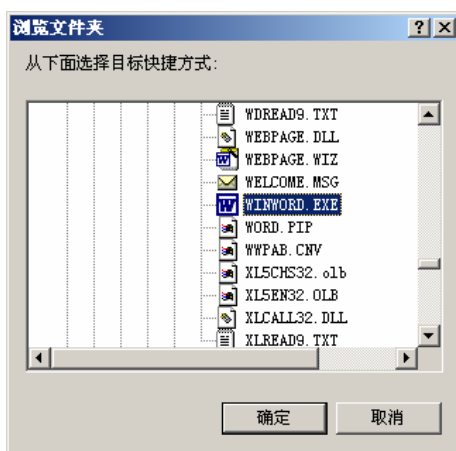 浏览文件夹
从下面选择目标快捷方式:
WDREAD9.TXT
WEBPAGE.DLL
WEBPAGE.WIZ
WELCOME.MSG
WINWORD.EXE
WORD.PIP
WWPAB.CNV
XL5CHS32.olb
XL5EN32.OLB
XLCALL32.DLL
XLREAD9.TXT
确定 取消